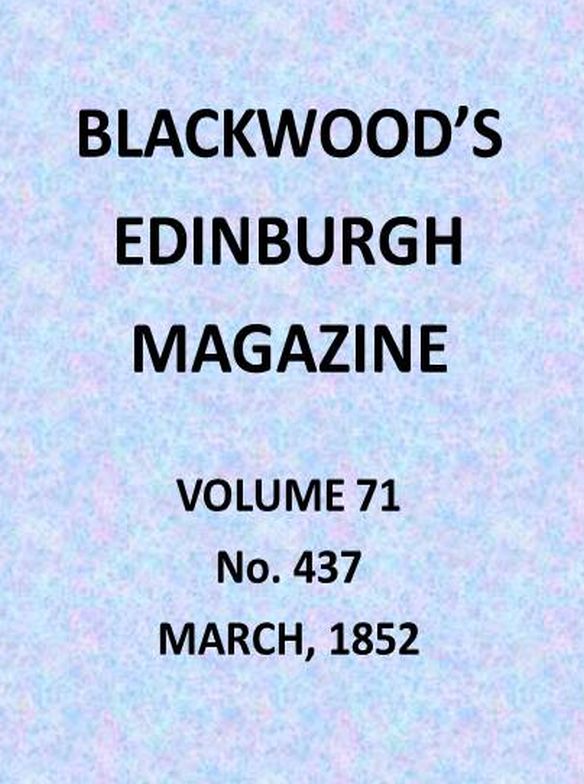 BLACKWOOD’S
EDINBURGH
MAGAZINE
VOLUME 71
No. 437
MARCH, 1852